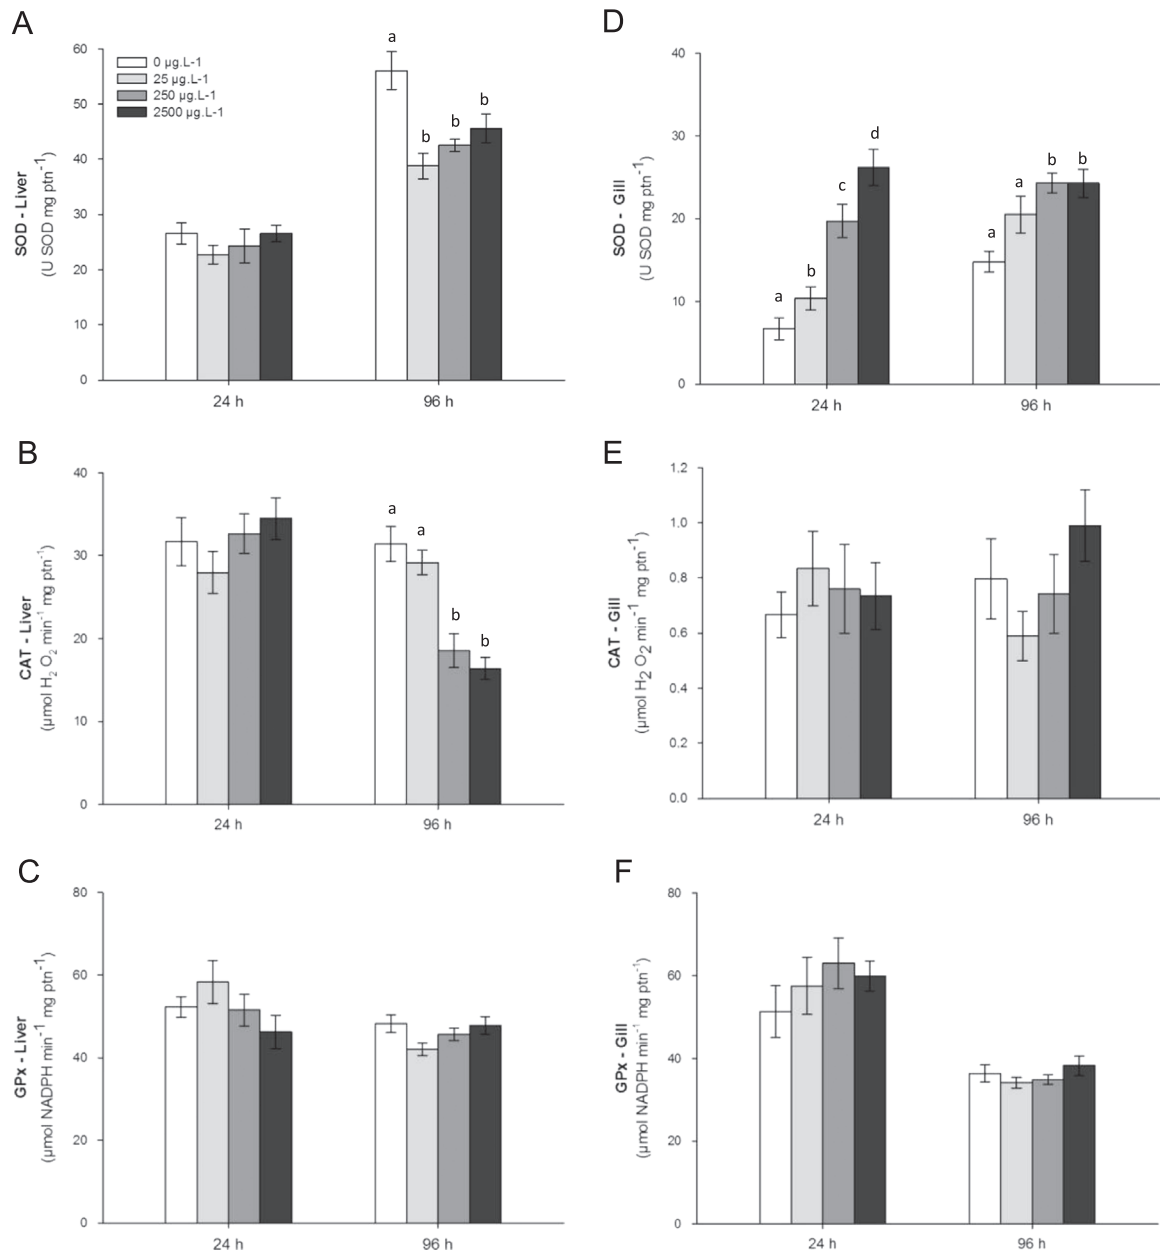 A
SOD - Liver
(U SOD mg ptn-1)
60
50
40
30
20
10
0
0 µg.L-1
25 µg.L-1
250 µg.L-1
2500 µg.L-1
a
b
b
b
24 h
96 h
D
SOD - Gill
(U SOD mg ptn-1)
40
30
20
10
0
a
b
c
d
a
a
b
b
24 h
96 h
B
CAT - Liver
(µmol H2 O2 min-1 mg ptn-1)
40
30
20
10
0
a
a
b
b
24 h
96 h
E
CAT - Gill
(µmol H2 O2 min-1 mg ptn-1)
1.2
1.0
0.8
0.6
0.4
0.2
0.0
24 h
96 h
C
GPx - Liver
(µmol NADPH min-1 mg ptn-1)
80
60
40
20
0
24 h
96 h
F
GPx - Gill
(µmol NADPH min-1 mg ptn-1)
80
60
40
20
0
24 h
96 h